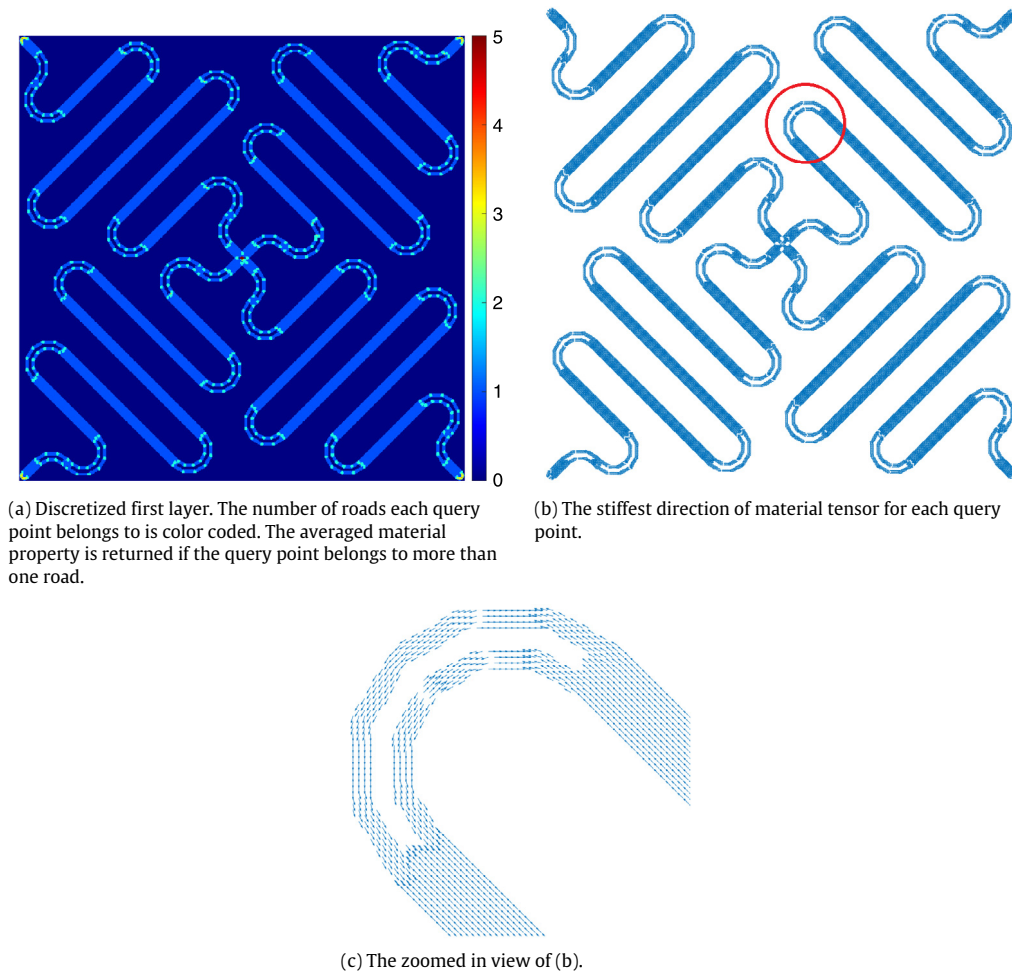 5
4
3
2
1
0
(a) Discretized first layer. The number of roads each query
point belongs to is color coded. The averaged material
property is returned if the query point belongs to more than
one road.
(b) The stiffest direction of material tensor for each query
point.
(c) The zoomed in view of (b).